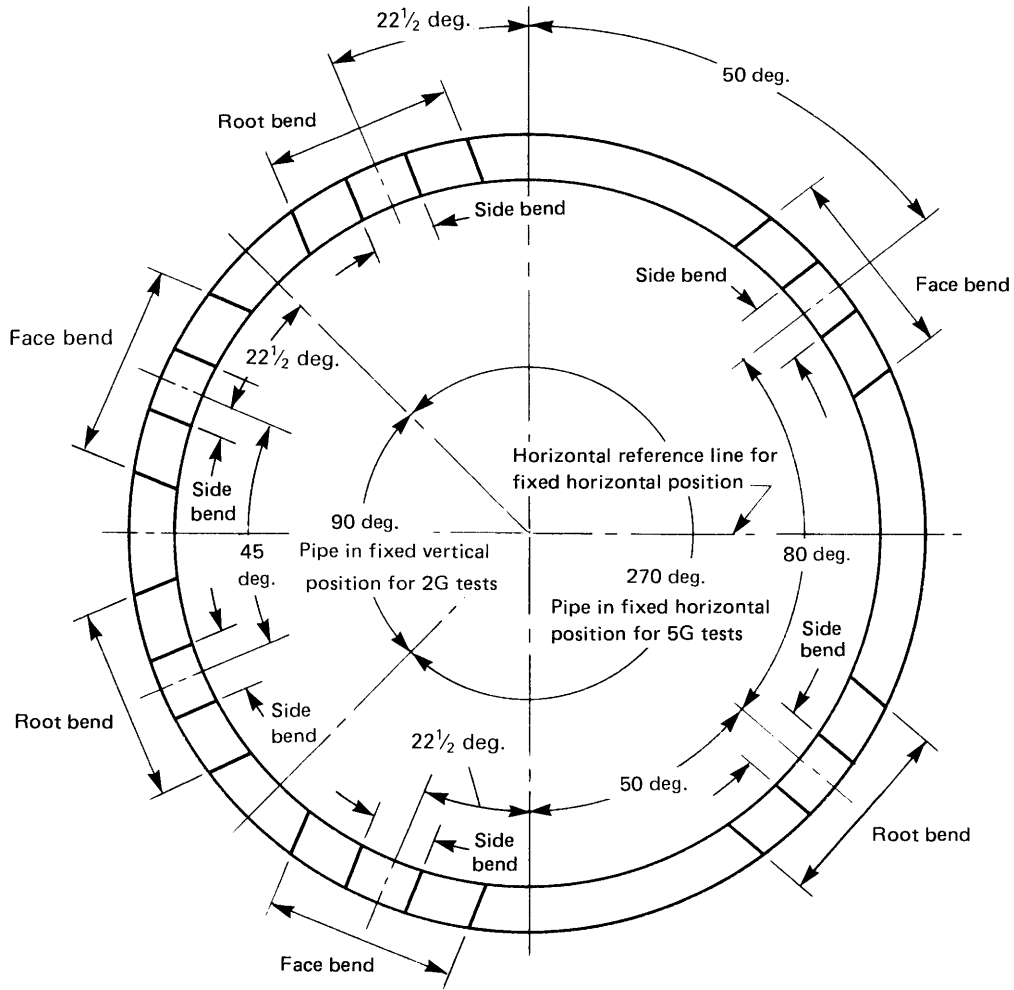 22½ deg.
50 deg.
Root bend
Side bend
Side bend
Face bend
Face bend
22½ deg.
Horizontal reference line for
fixed horizontal position
Side
bend
90 deg.
Pipe in fixed vertical
position for 2G tests
45
deg.
80 deg.
270 deg.
Pipe in fixed horizontal
position for 5G tests
Side
bend
Root bend
Side
bend
22½ deg.
50 deg.
Side
bend
Root bend
Face bend